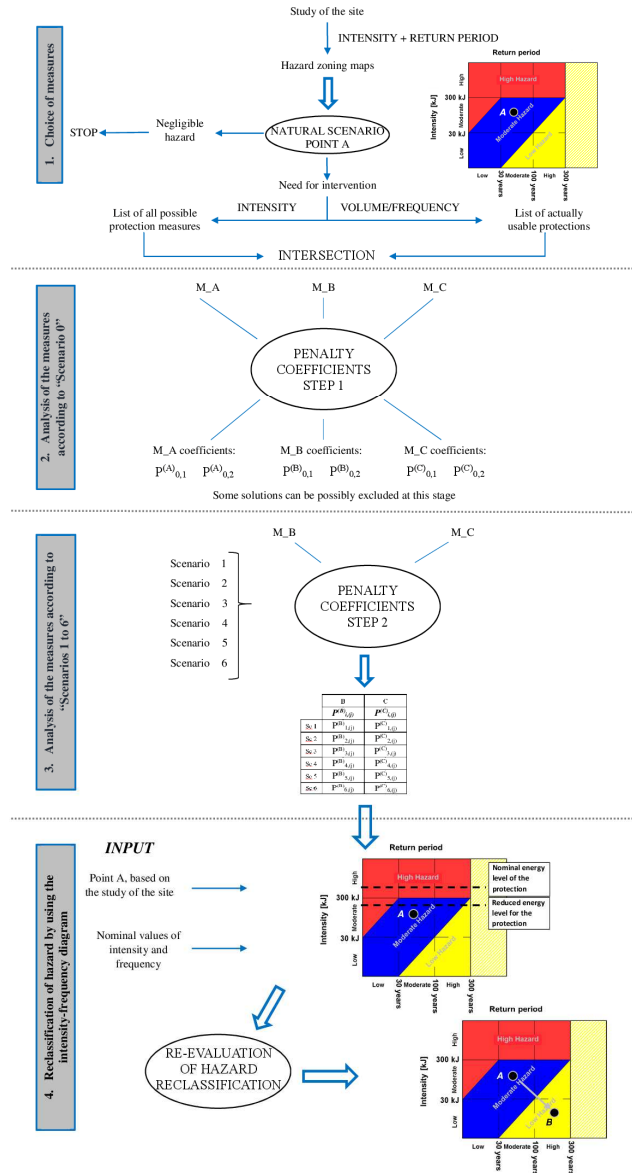 1. Choice of measures
Study of the site
INTENSITY + RETURN PERIOD
Hazard zoning maps
STOP
Negligible
hazard
NATURAL SCENARIO
POINT A
Need for intervention
INTENSITY
VOLUME/FREQUENCY
List of all possible
protection measures
List of actually
usable protections
INTERSECTION
Return period
Intensity [kJ]
High
Moderate
Low
300 kJ
30 kJ
High Hazard
Moderate Hazard
Low Hazard
A
Low
Moderate
High
30 years
100 years
300 years
2. Analysis of the measures
according to “Scenario 0”
M_A
M_B
M_C
PENALTY
COEFFICIENTS
STEP 1
M_A coefficients:
M_B coefficients:
M_C coefficients:
P(A)0,1 P(A)0,2
P(B)0,1 P(B)0,2
P(C)0,1 P(C)0,2
Some solutions can be possibly excluded at this stage
3. Analysis of the measures according to
“Scenarios 1 to 6”
M_B
M_C
Scenario 1
Scenario 2
Scenario 3
Scenario 4
Scenario 5
Scenario 6
PENALTY
COEFFICIENTS
STEP 2
B C
P(B)i,(j) P(C)i,(j)
Sc 1 P(B)1,(j) P(C)1,(j)
Sc 2 P(B)2,(j) P(C)2,(j)
Sc 3 P(B)3,(j) P(C)3,(j)
Sc 4 P(B)4,(j) P(C)4,(j)
Sc 5 P(B)5,(j) P(C)5,(j)
Sc 6 P(B)6,(j) P(C)6,(j)
4. Reclassification of hazard by using the
intensity-frequency diagram
INPUT
Point A, based on
the study of the site
Nominal values of
intensity and
frequency
Return period
Intensity [kJ]
High
Moderate
Low
300 kJ
30 kJ
High Hazard
Moderate Hazard
Low Hazard
A
Nominal energy
level of the
protection
Reduced energy
level for the
protection
Low
Moderate
High
30 years
100 years
300 years
RE-EVALUATION
OF HAZARD
RECLASSIFICATION
Return period
Intensity [kJ]
High
Moderate
Low
300 kJ
30 kJ
High Hazard
Moderate Hazard
Low Hazard
A
B
Low
Moderate
High
30 years
100 years
300 years